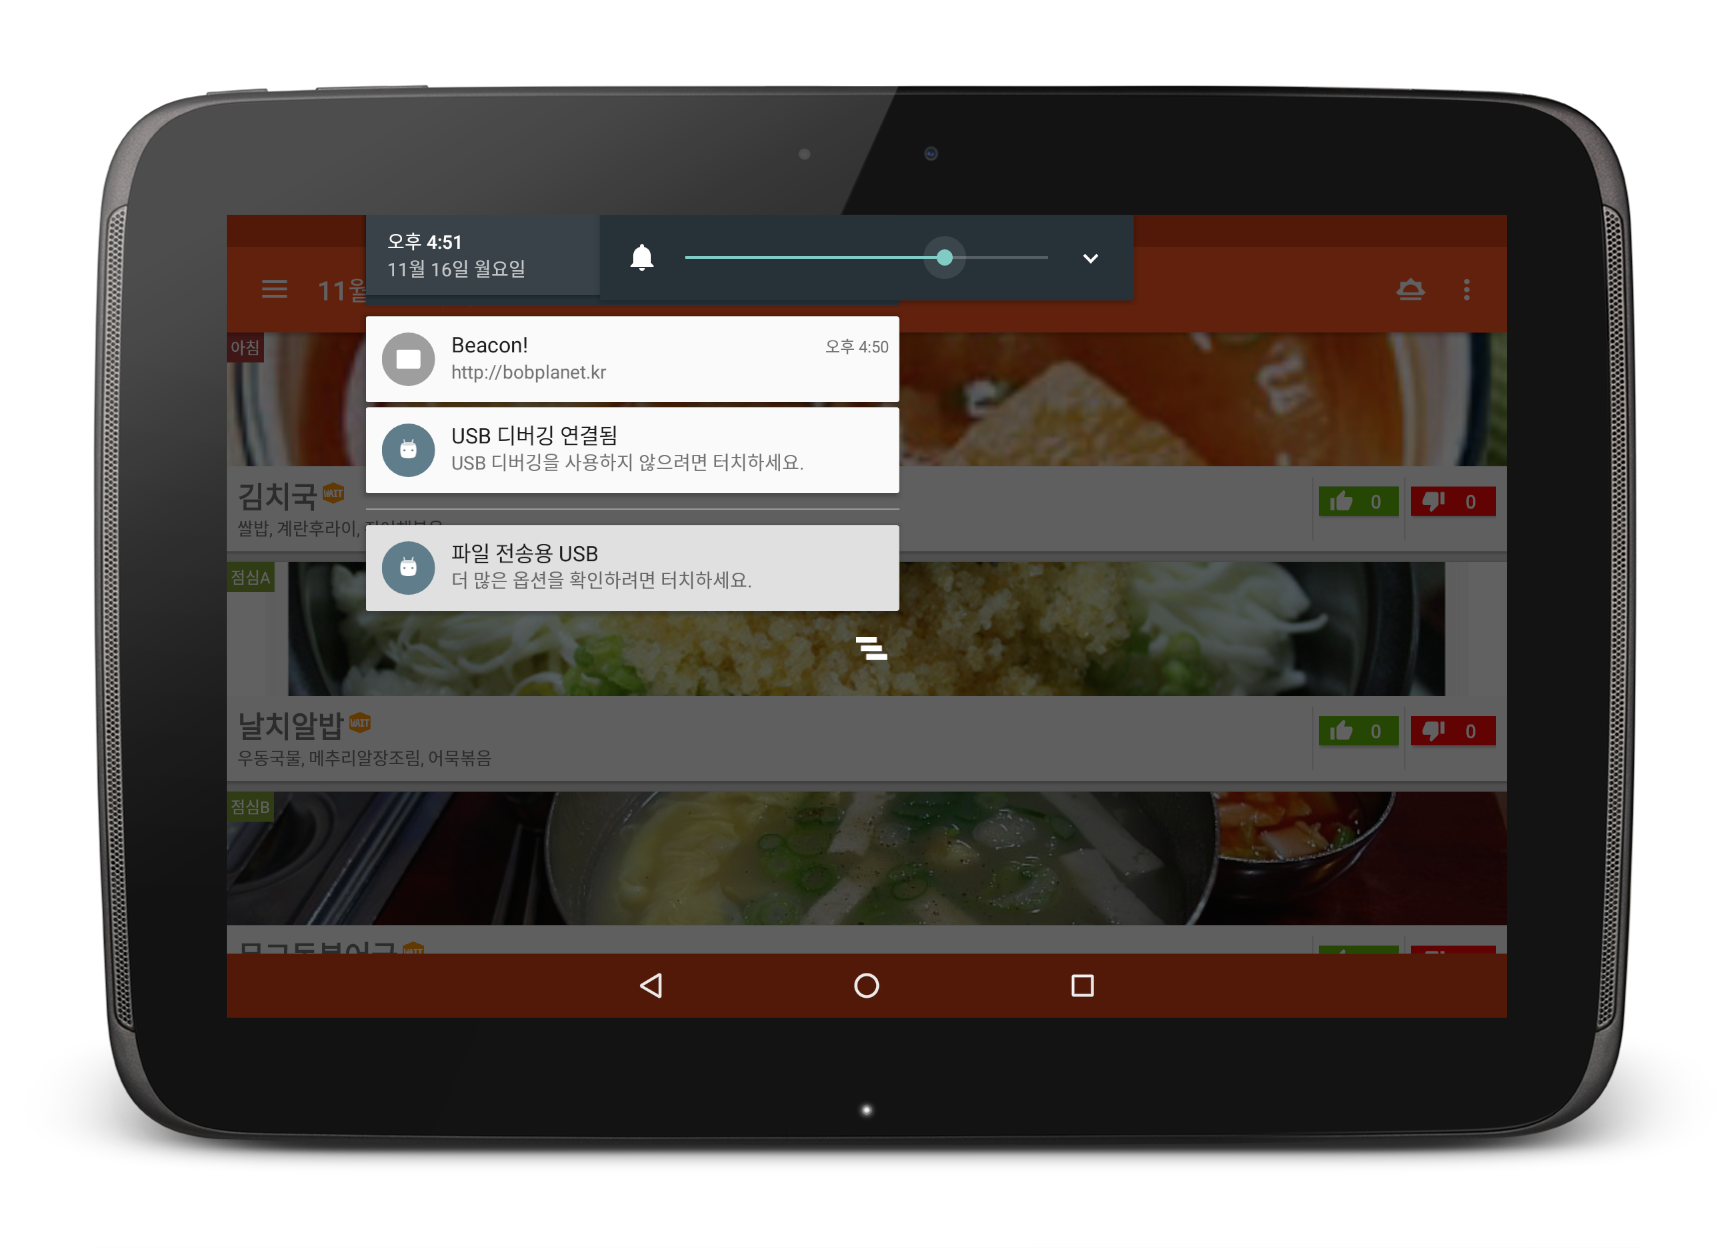 오후 4:51
11월 16일 월요일
11월
Beacon!
오후 4:50
http://bobplanet.kr
USB 디버깅 연결됨
USB 디버깅을 사용하지 않으려면 터치하세요.
파일 전송용 USB
더 많은 옵션을 확인하려면 터치하세요.
아침
김치국 WAIT
0 0
쌀밥, 계란후라이,
점심A
날치알밥 WAIT
0 0
우동국물, 메추리알장조림, 어묵볶음
점심B